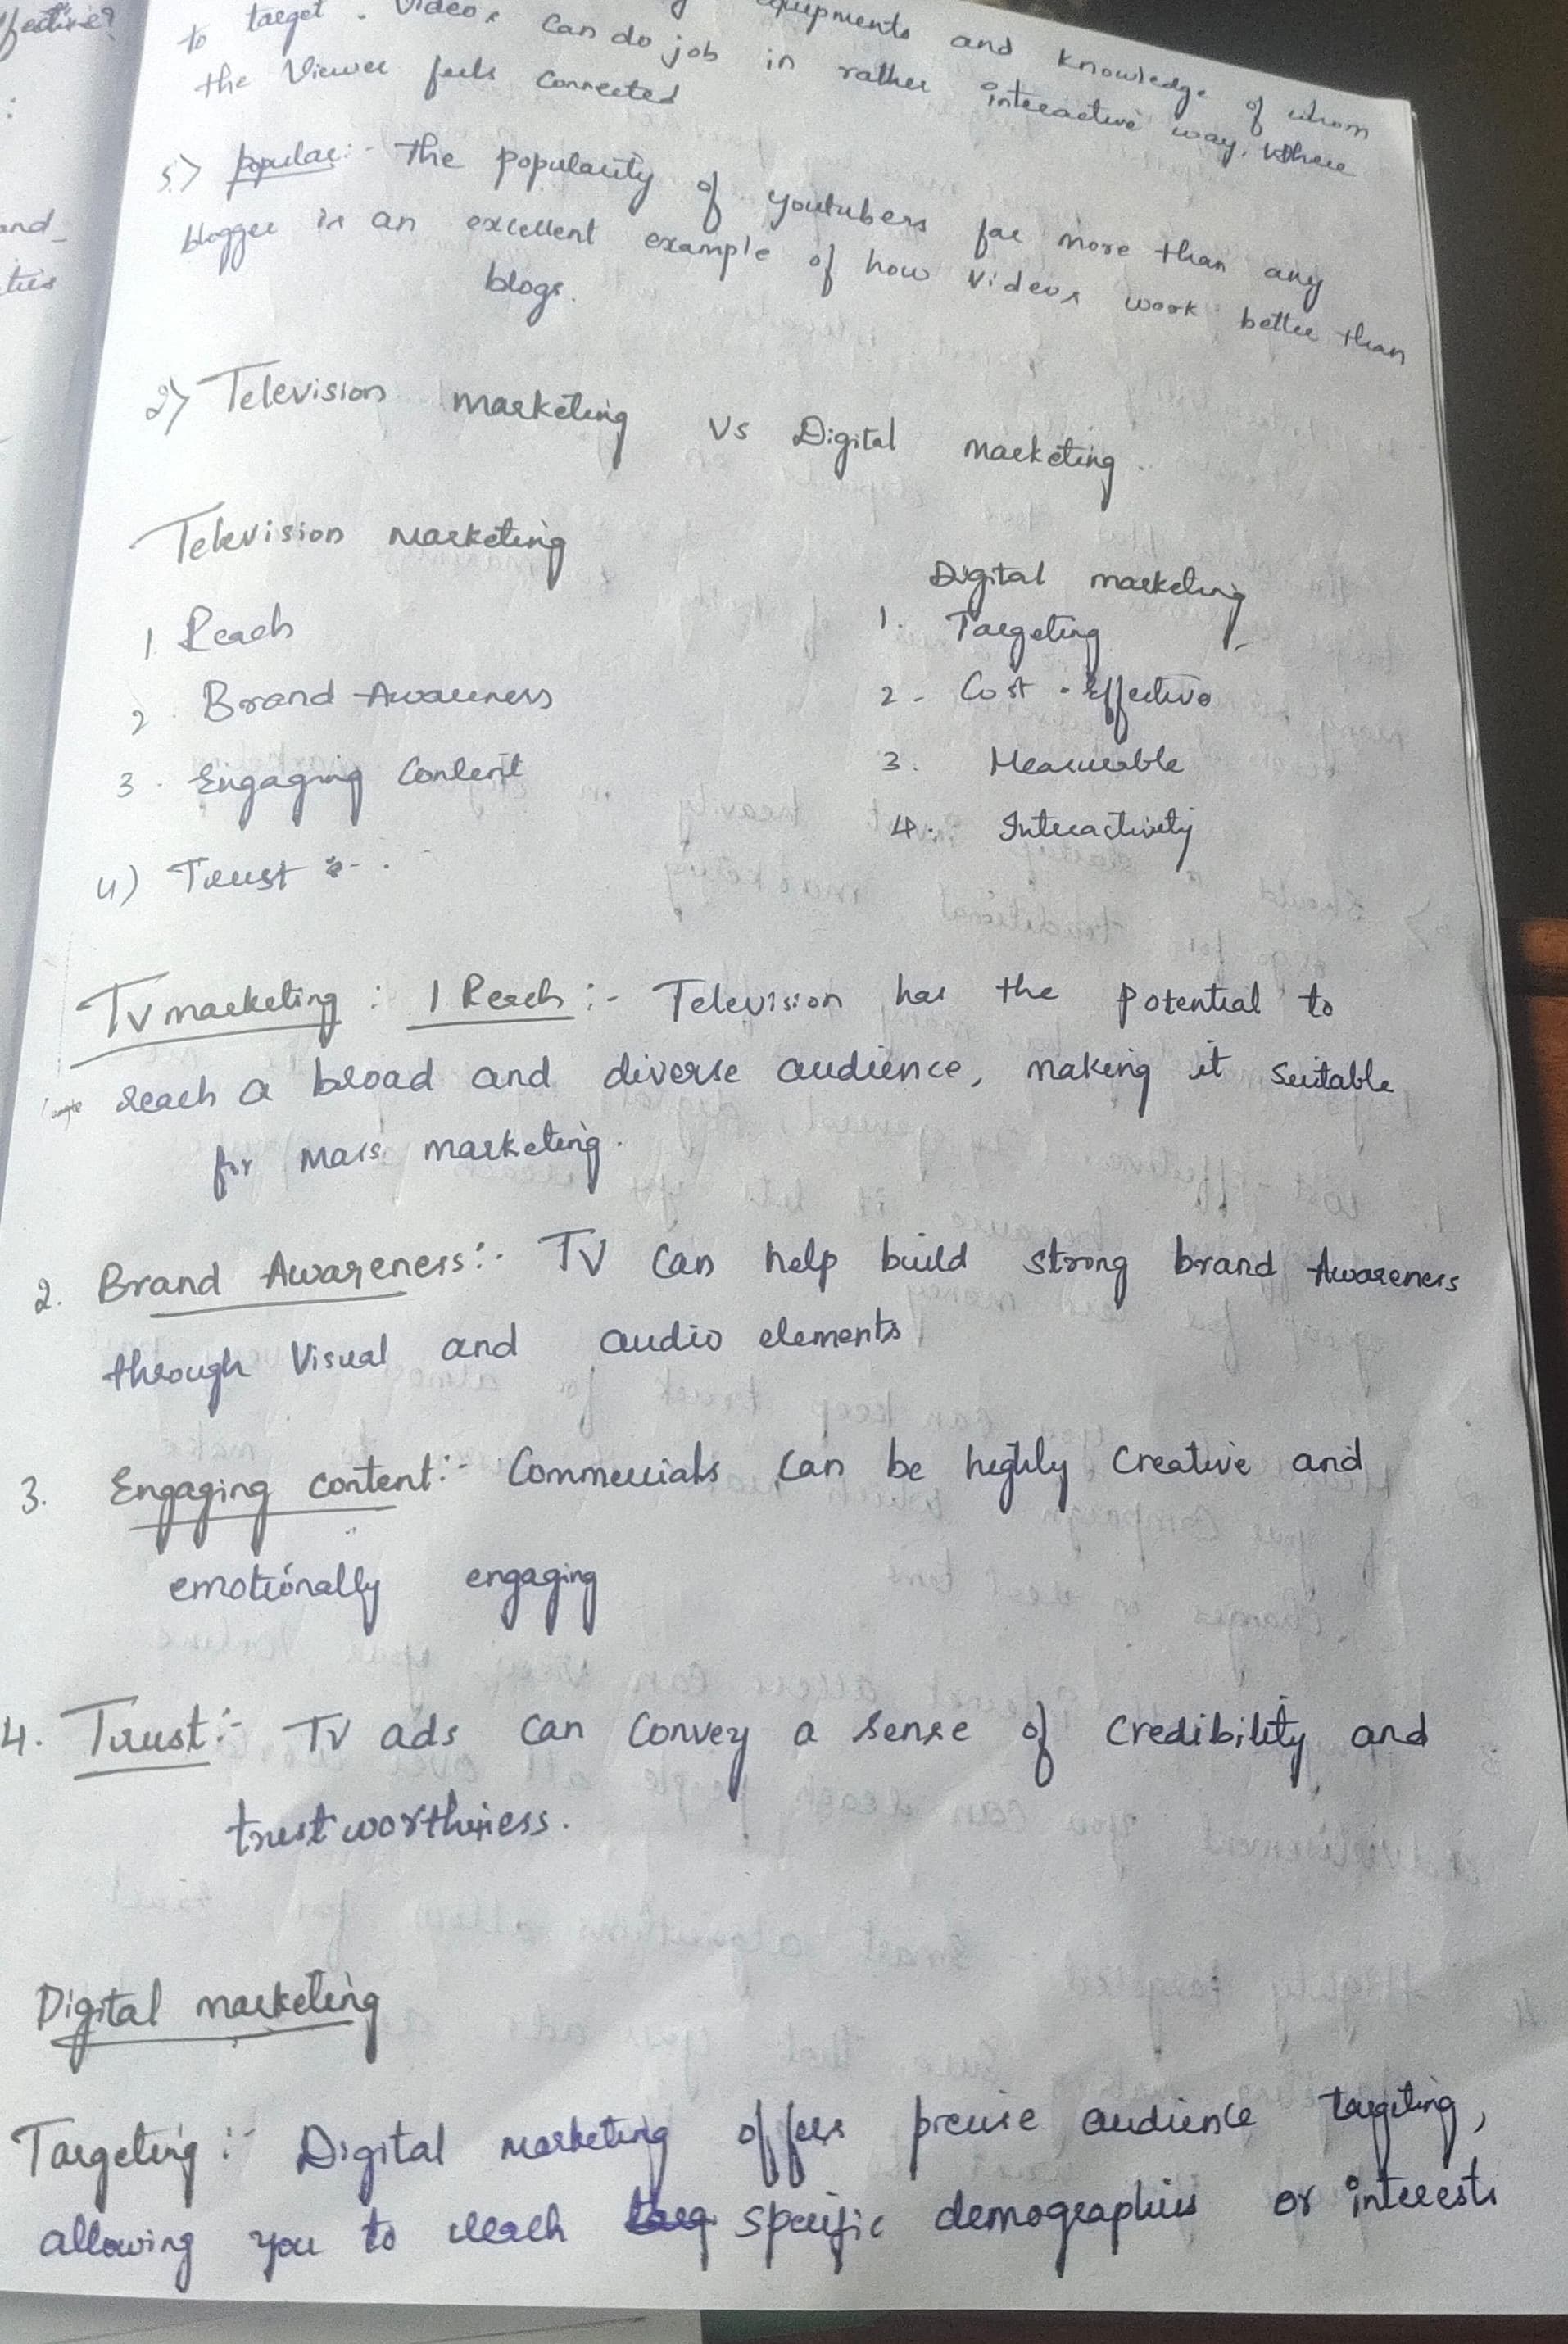 fective?
and
ties
equipments and knowledge of whom
to target. Videos can do job in rather interactive way, where
the Viewer feels connected
5.> popular:- the popularity of youtubers far more than any
blogger is an excellent example of how Videos work better than
blogs.
2) Television marketing vs Digital marketing.
Television marketing
Digital marketing
1 Reach
1. Targeting
2. Brand Awareness
2- Cost-effective
3. Engaging Content
3. Measurable
4) Trust :-
4. Interactivity
TV marketing: 1 Reach:- Television has the potential to
reach a broad and diverse audience, making it suitable
for mass marketing.
2. Brand Awareness:- TV can help build strong brand Awareness
through Visual and audio elements
3. Engaging content:- Commercials can be highly creative and
emotionally engaging
4. Trust:- TV ads can convey a sense of credibility and
trust worthiness.
Digital marketing
Targeting:- Digital marketing offers precise audience targeting,
allowing you to reach specific demographics or interests